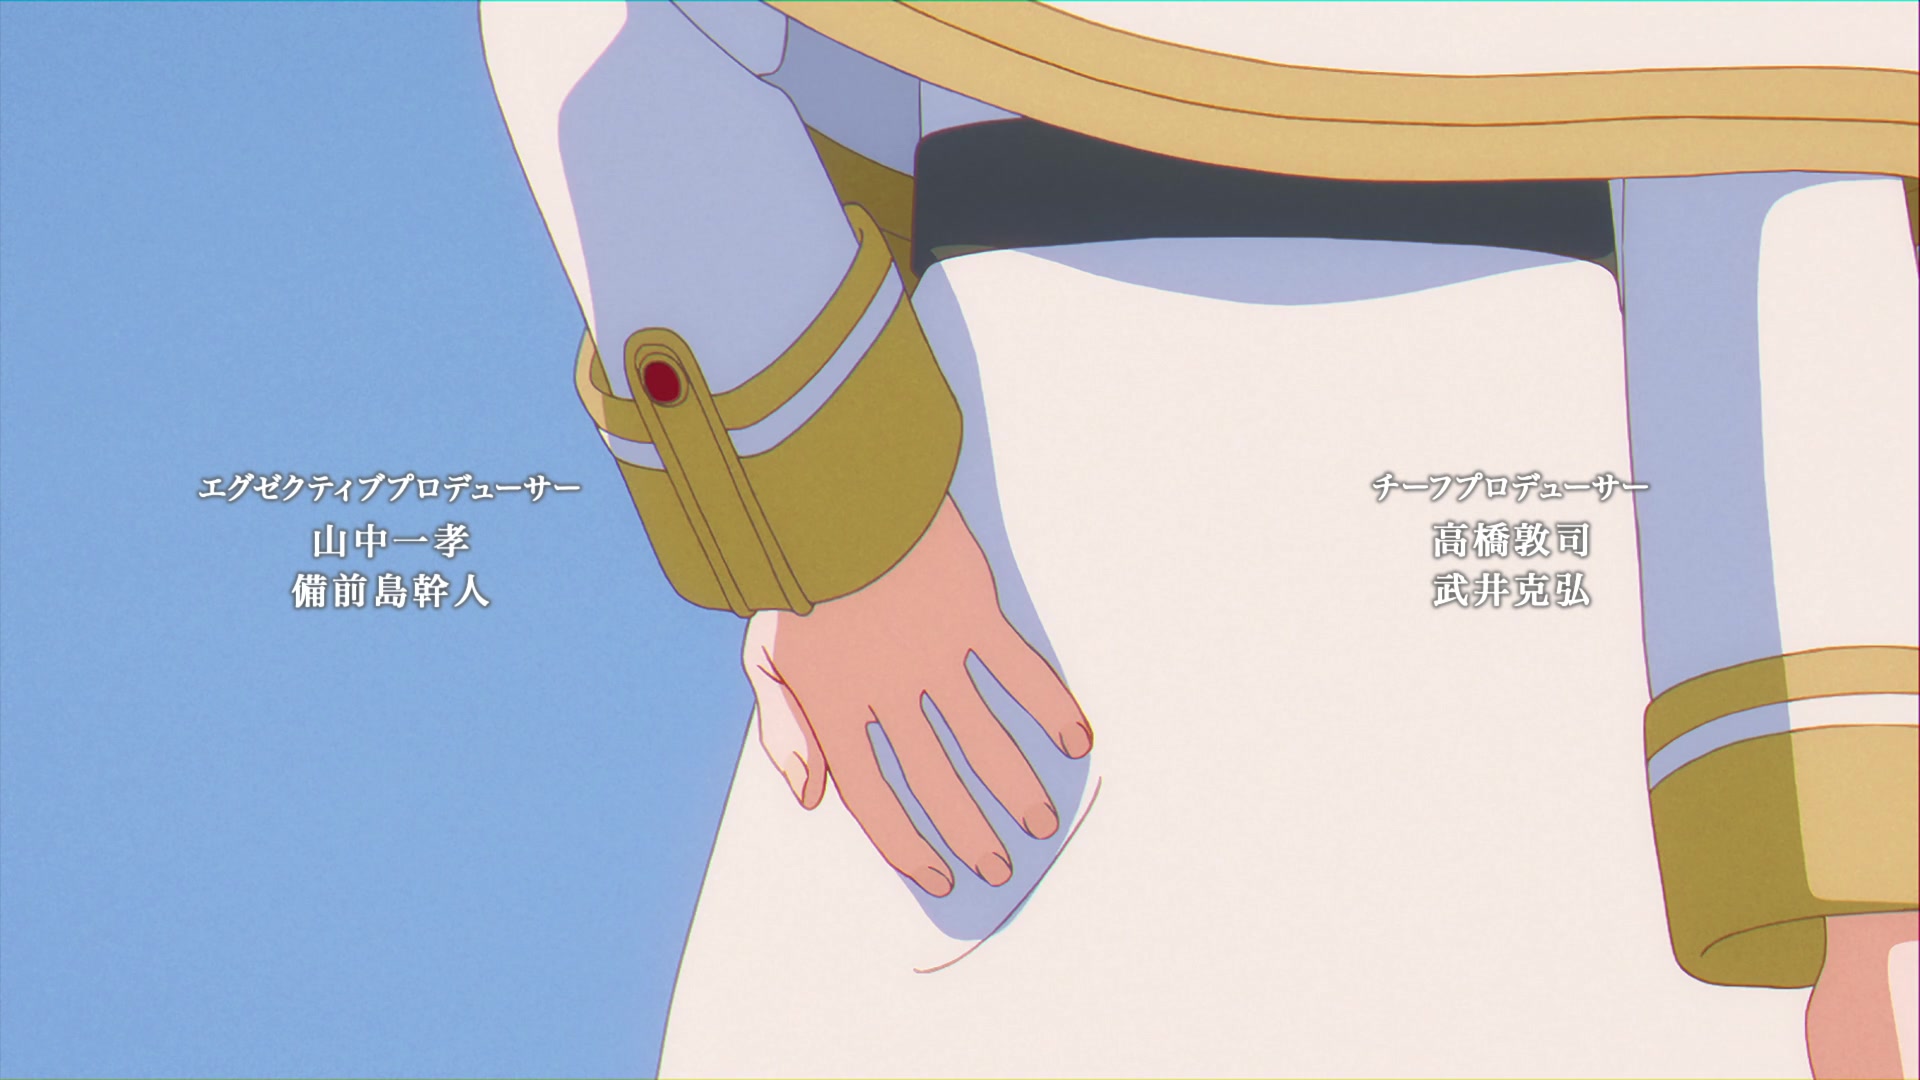 エグゼクティブプロデューサー
山中一孝
備前島幹人
チーフプロデューサー
高橋敦司
武井克弘